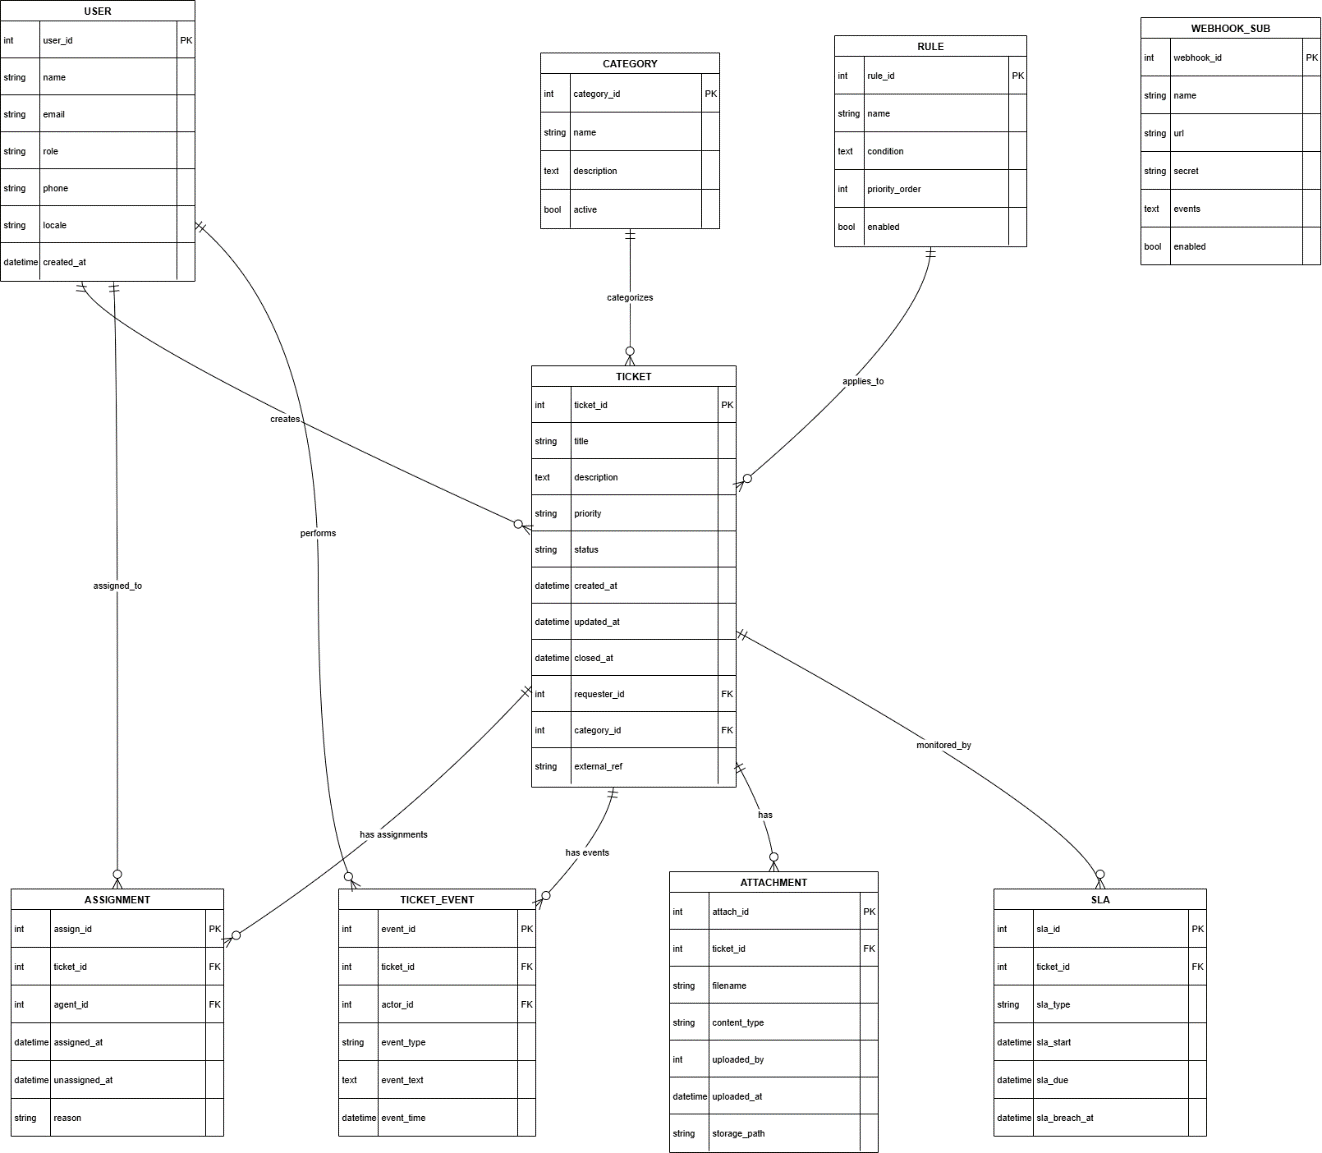 USER
int user_id PK
string name
string email
string role
string phone
string locale
datetime created_at
CATEGORY
int category_id PK
string name
text description
bool active
RULE
int rule_id PK
string name
text condition
int priority_order
bool enabled
WEBHOOK_SUB
int webhook_id PK
string name
string url
string secret
text events
bool enabled
categorizes
applies_to
creates
performs
assigned_to
TICKET
int ticket_id PK
string title
text description
string priority
string status
datetime created_at
datetime updated_at
datetime closed_at
int requester_id FK
int category_id FK
string external_ref
monitored_by
has
has assignments
has events
ASSIGNMENT
int assign_id PK
int ticket_id FK
int agent_id FK
datetime assigned_at
datetime unassigned_at
string reason
TICKET_EVENT
int event_id PK
int ticket_id FK
int actor_id FK
string event_type
text event_text
datetime event_time
ATTACHMENT
int attach_id PK
int ticket_id FK
string filename
string content_type
int uploaded_by
datetime uploaded_at
string storage_path
SLA
int sla_id PK
int ticket_id FK
string sla_type
datetime sla_start
datetime sla_due
datetime sla_breach_at